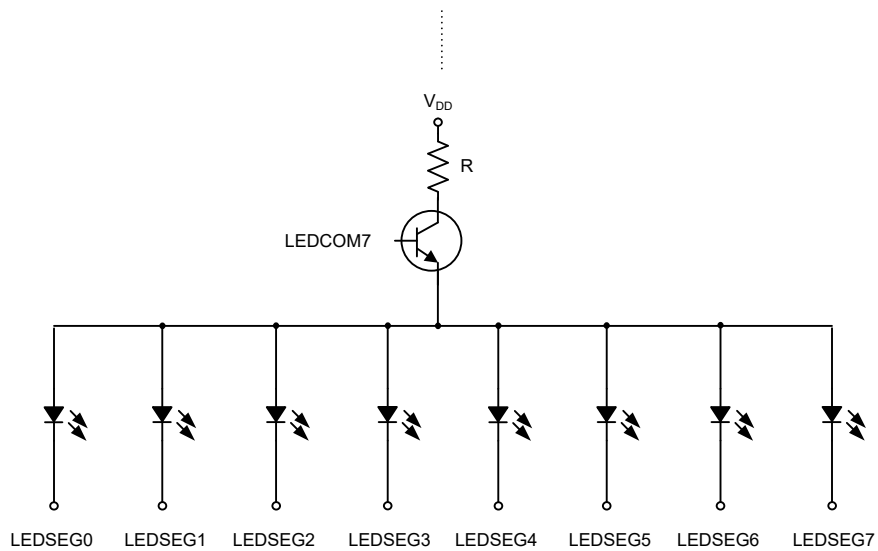 VDD
R
LEDCOM7
LEDSEG0 LEDSEG1 LEDSEG2 LEDSEG3 LEDSEG4 LEDSEG5 LEDSEG6 LEDSEG7